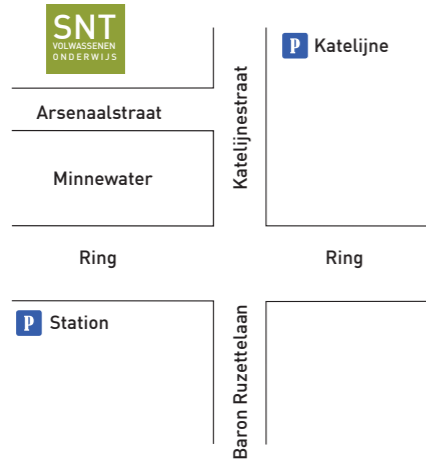 SNT
VOLWASSENEN
ONDERWIJS
P Katelijne
Arsenaalstraat
Katelijnestraat
Minnewater
Ring
Ring
P Station
Baron Ruzettelaan